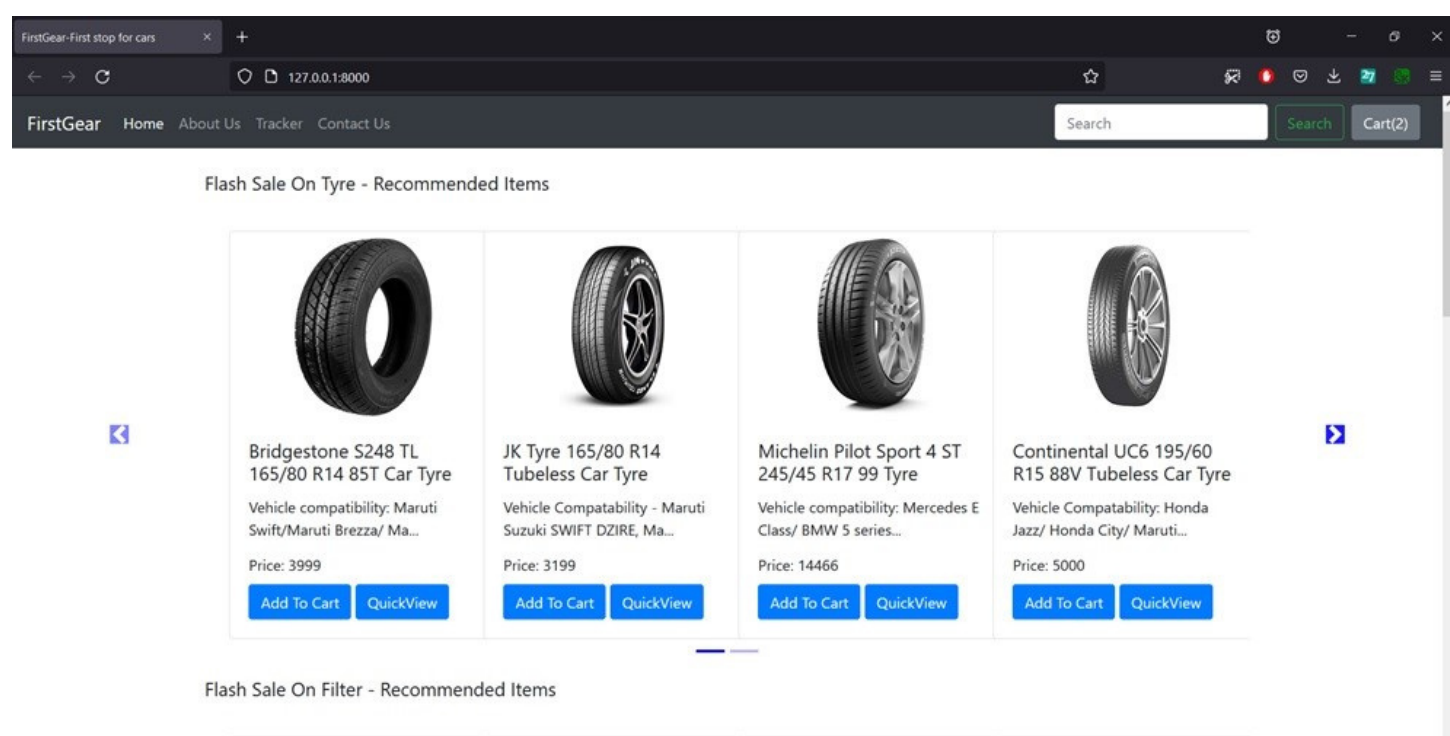 FirstGear-First stop for cars
127.0.0.1:8000
FirstGear Home About Us Tracker Contact Us Search Search Cart(2)
Flash Sale On Tyre - Recommended Items
Bridgestone S248 TL
165/80 R14 85T Car Tyre
Vehicle compatibility: Maruti
Swift/Maruti Brezza/ Ma...
Price: 3999
Add To Cart QuickView
JK Tyre 165/80 R14
Tubeless Car Tyre
Vehicle Compatability - Maruti
Suzuki SWIFT DZIRE, Ma...
Price: 3199
Add To Cart QuickView
Michelin Pilot Sport 4 ST
245/45 R17 99 Tyre
Vehicle compatibility: Mercedes E
Class/ BMW 5 series...
Price: 14466
Add To Cart QuickView
Continental UC6 195/60
R15 88V Tubeless Car Tyre
Vehicle Compatability: Honda
Jazz/ Honda City/ Maruti...
Price: 5000
Add To Cart QuickView
Flash Sale On Filter - Recommended Items